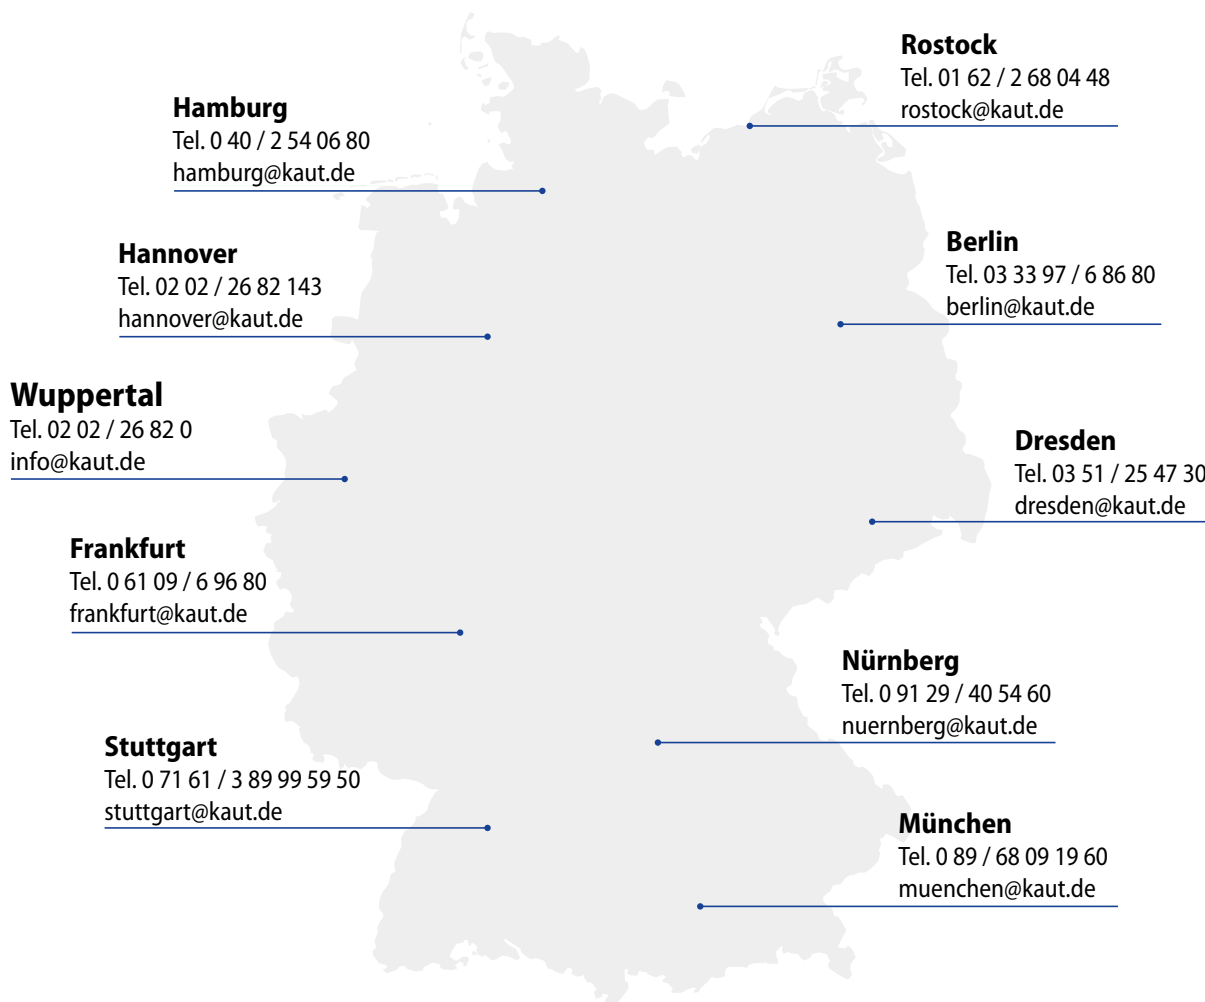 Rostock
Tel. 01 62 / 2 68 04 48
rostock@kaut.de
Hamburg
Tel. 0 40 / 2 54 06 80
hamburg@kaut.de
Hannover
Tel. 02 02 / 26 82 143
hannover@kaut.de
Berlin
Tel. 03 33 97 / 6 86 80
berlin@kaut.de
Wuppertal
Tel. 02 02 / 26 82 0
info@kaut.de
Dresden
Tel. 03 51 / 25 47 30
dresden@kaut.de
Frankfurt
Tel. 0 61 09 / 6 96 80
frankfurt@kaut.de
Nürnberg
Tel. 0 91 29 / 40 54 60
nuernberg@kaut.de
Stuttgart
Tel. 0 71 61 / 3 89 99 59 50
stuttgart@kaut.de
München
Tel. 0 89 / 68 09 19 60
muenchen@kaut.de